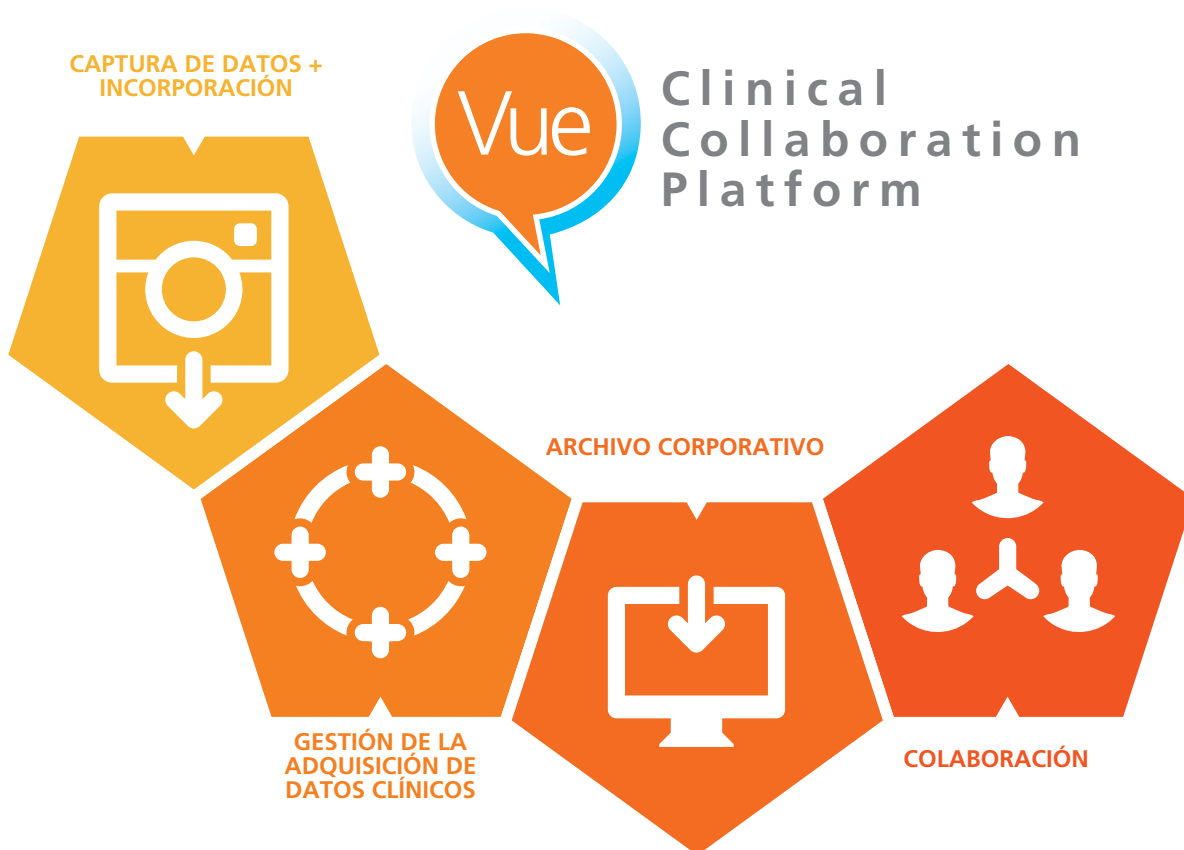 CAPTURA DE DATOS +
INCORPORACIÓN
Vue
Clinical
Collaboration
Platform
ARCHIVO CORPORATIVO
GESTIÓN DE LA
ADQUISICIÓN DE
DATOS CLÍNICOS
COLABORACIÓN